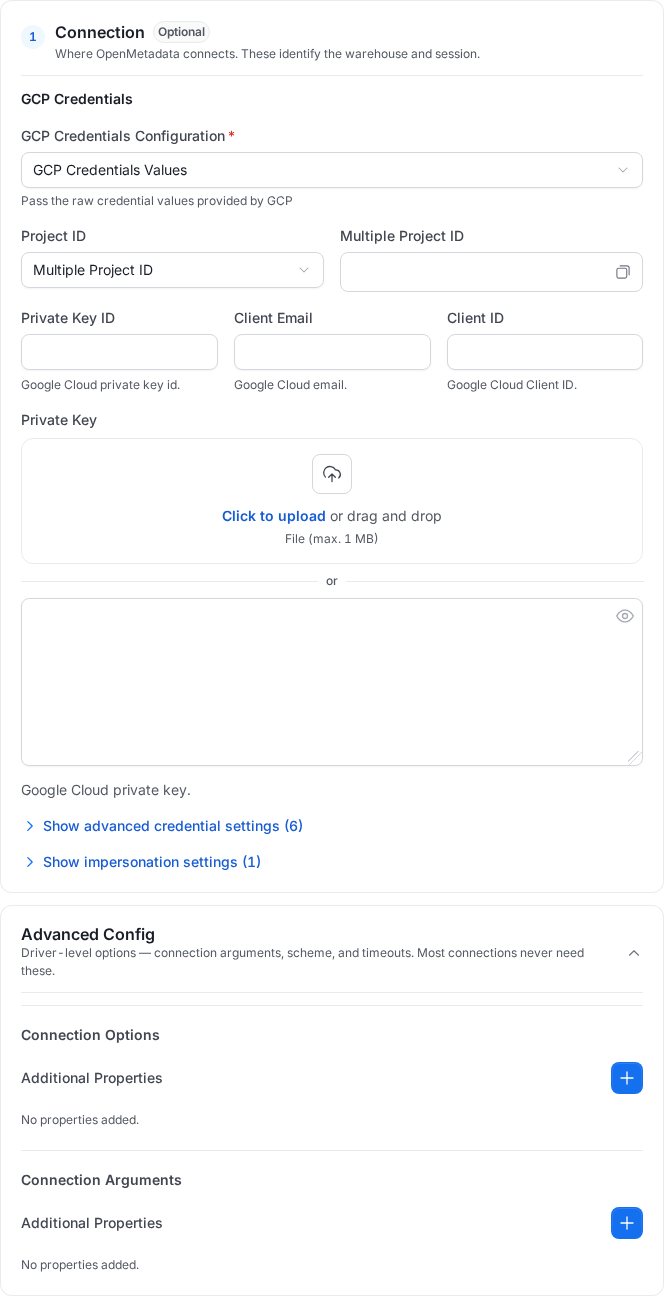 1
Connection Optional
Where OpenMetadata connects. These identify the warehouse and session.
GCP Credentials
GCP Credentials Configuration *
GCP Credentials Values
Pass the raw credential values provided by GCP
Project ID Multiple Project ID
Multiple Project ID
Private Key ID Client Email Client ID
Google Cloud private key id. Google Cloud email. Google Cloud Client ID.
Private Key
Click to upload or drag and drop
File (max. 1 MB)
or
Google Cloud private key.
Show advanced credential settings (6)
Show impersonation settings (1)
Advanced Config
Driver-level options — connection arguments, scheme, and timeouts. Most connections never need
these.
Connection Options
Additional Properties
No properties added.
Connection Arguments
Additional Properties
No properties added.